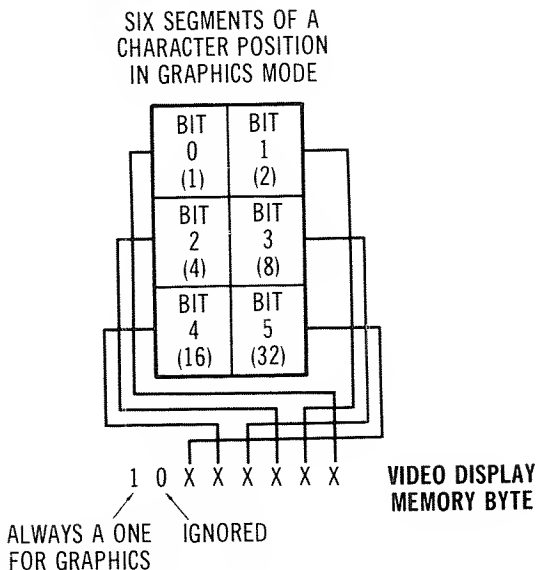 SIX SEGMENTS OF A
CHARACTER POSITION
IN GRAPHICS MODE
BIT 0 (1)
BIT 1 (2)
BIT 2 (4)
BIT 3 (8)
BIT 4 (16)
BIT 5 (32)
1 0 X X X X X X
VIDEO DISPLAY
MEMORY BYTE
ALWAYS A ONE
FOR GRAPHICS
IGNORED